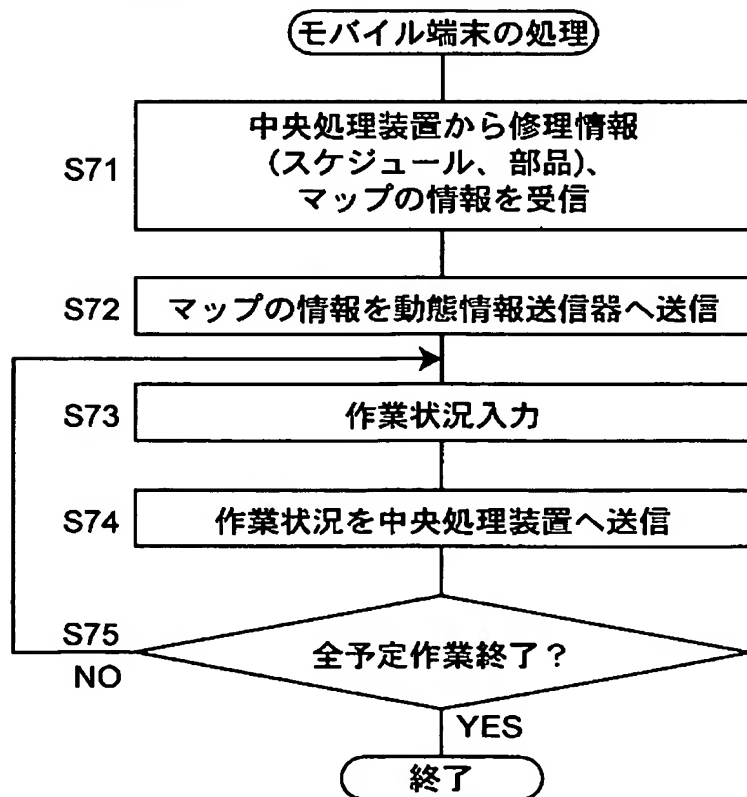 モバイル端末の処理
S71
中央処理装置から修理情報
(スケジュール、部品)、
マップの情報を受信
S72
マップの情報を動態情報送信器へ送信
S73
作業状況入力
S74
作業状況を中央処理装置へ送信
S75
全予定作業終了？
NO
YES
終了